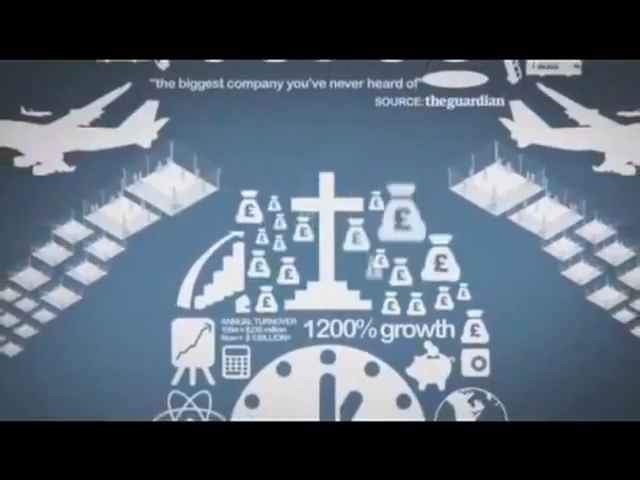 "the biggest company you've never heard of"
SOURCE: theguardian
ANNUAL TURNOVER
1200% growth